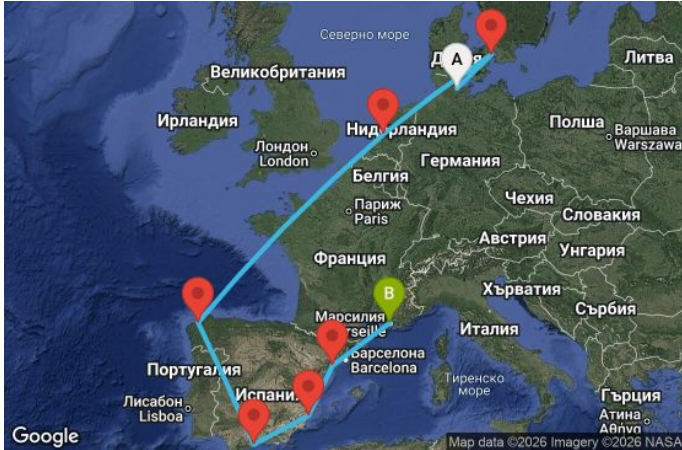 Северно море
Литва
Великобритания
A
Ирландия
Нидерландия
Полша
Варшава
Warszawa
Лондон
London
Германия
Белгия
Париж
Paris
Чехия
Словакия
Австрия
Унгария
Франция
B
Хърватия
Марсилия
Сърбия
Италия
Барселона
Barcelona
Португалия
Испания
Тиренско
море
Лисабон
Lisboa
Гърция
Атина
Αθήνα
Google
Map data ©2026 Imagery ©2026 NASA